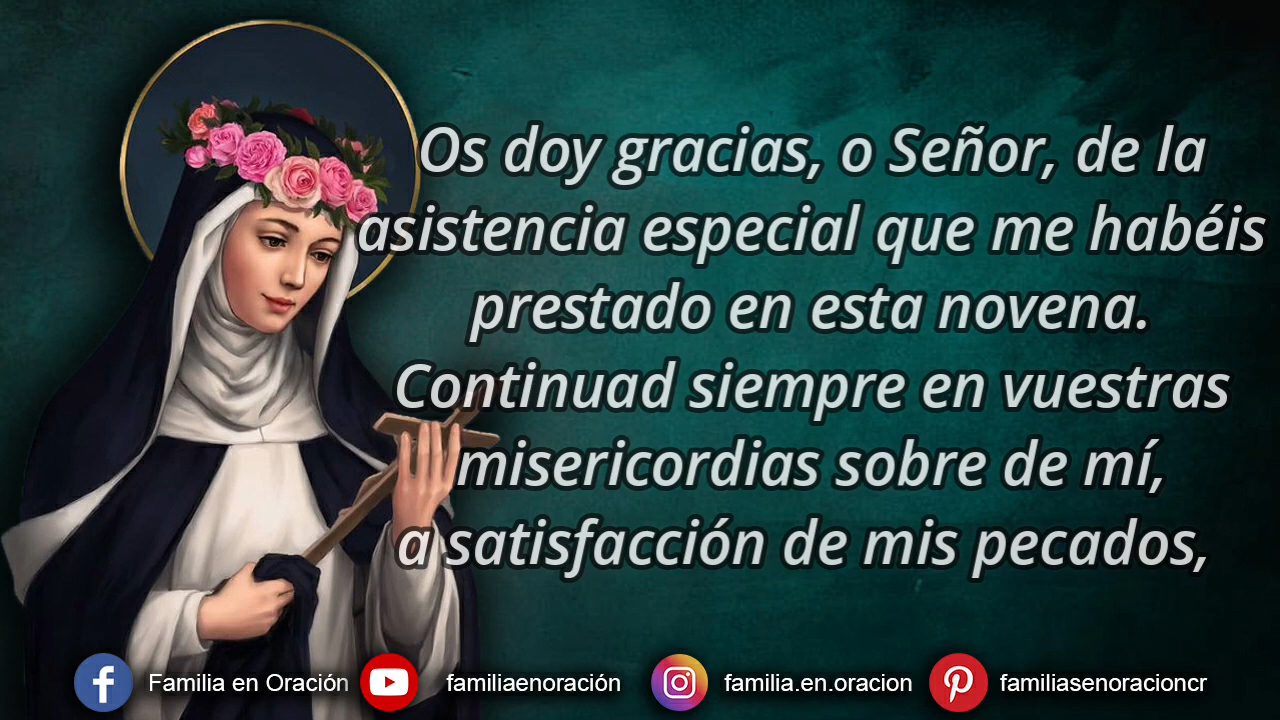 Os doy gracias, o Señor, de la
asistencia especial que me habéis
prestado en esta novena.
Continuad siempre en vuestras
misericordias sobre de mí,
a satisfacción de mis pecados,
Familia en Oración familiaenoración familia.en.oracion familiasenoracioncr